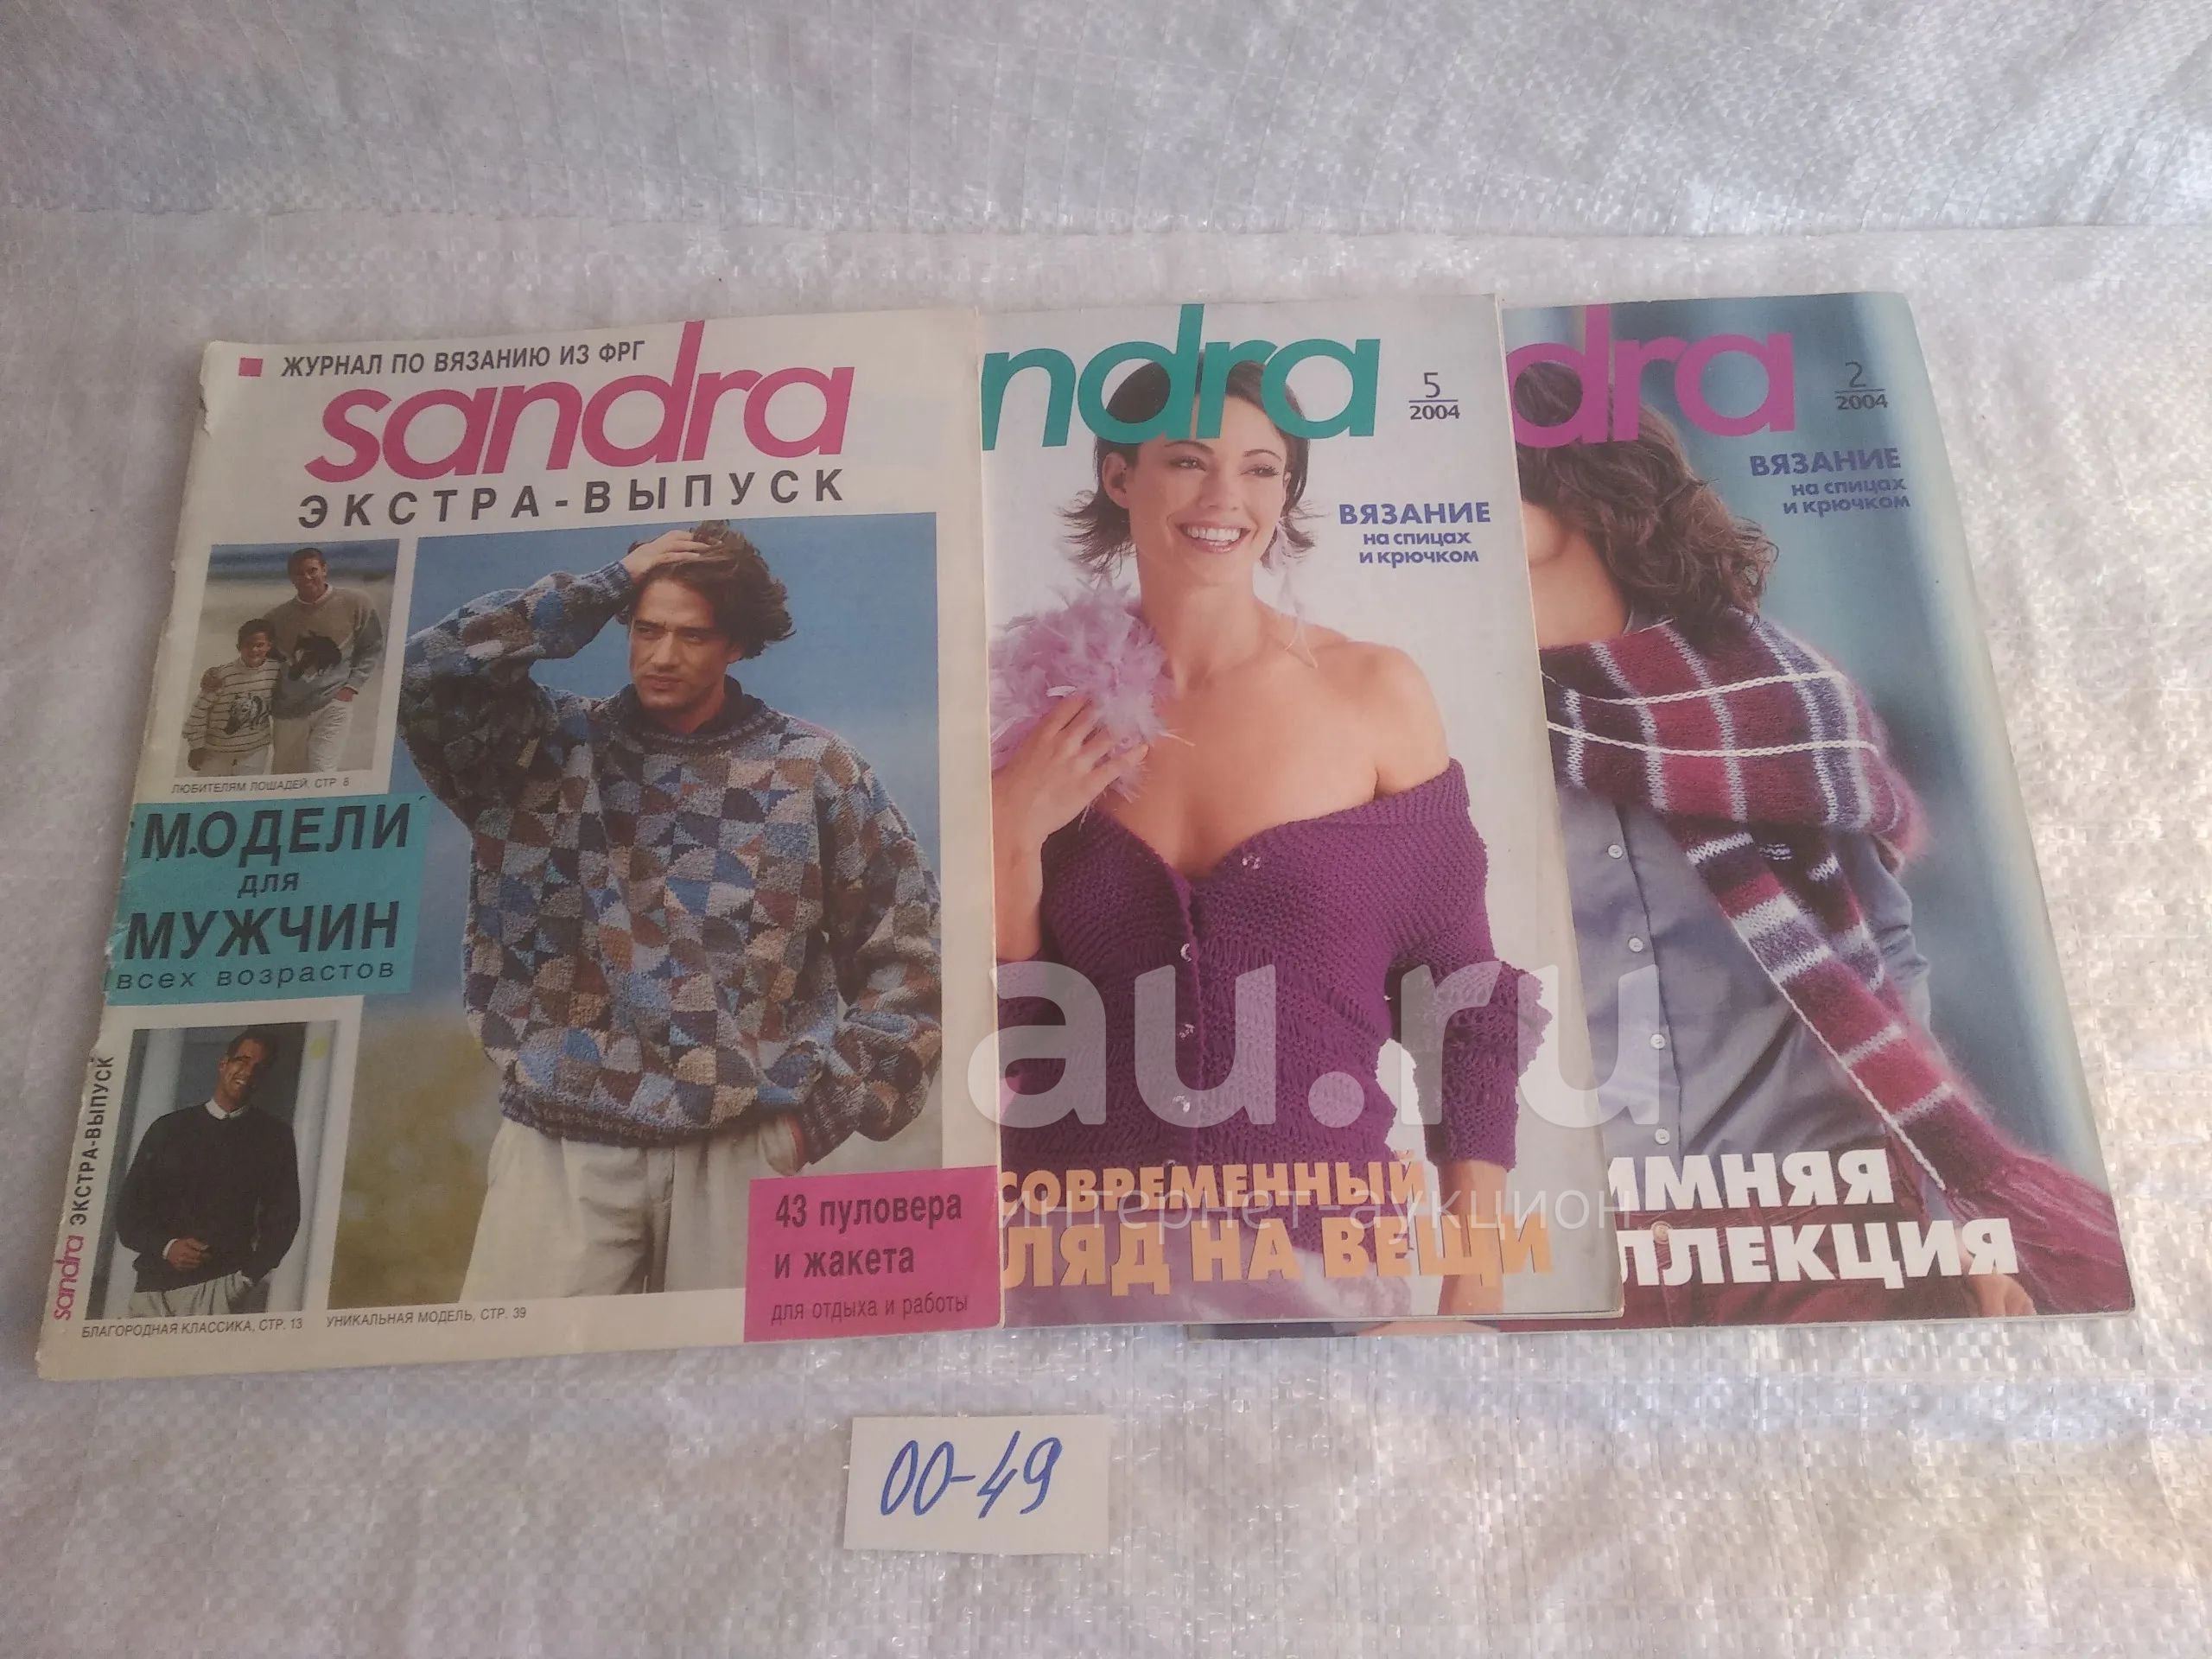 ЖУРНАЛ ПО ВЯЗАНИЮ ИЗ ФРГ
sandra
ЭКСТРА-ВЫПУСК
ЛЮБИТЕЛЯМ ЛОШАДЕЙ, СТР. 8
МОДЕЛИ
для
МУЖЧИН
всех возрастов
sandra ЭКСТРА-ВЫПУСК
БЛАГОРОДНАЯ КЛАССИКА, СТР. 13
УНИКАЛЬНАЯ МОДЕЛЬ, СТР. 39
43 пуловера
и жакета
для отдыха и работы
ndra
5
2004
ВЯЗАНИЕ
на спицах
и крючком
СОВРЕМЕННЫЙ
ЛЯД НА ВЕЩИ
dra
2
2004
ВЯЗАНИЕ
на спицах
и крючком
ИМНЯЯ
ЛЛЕКЦИЯ
au.ru
интернет-аукцион
00-49